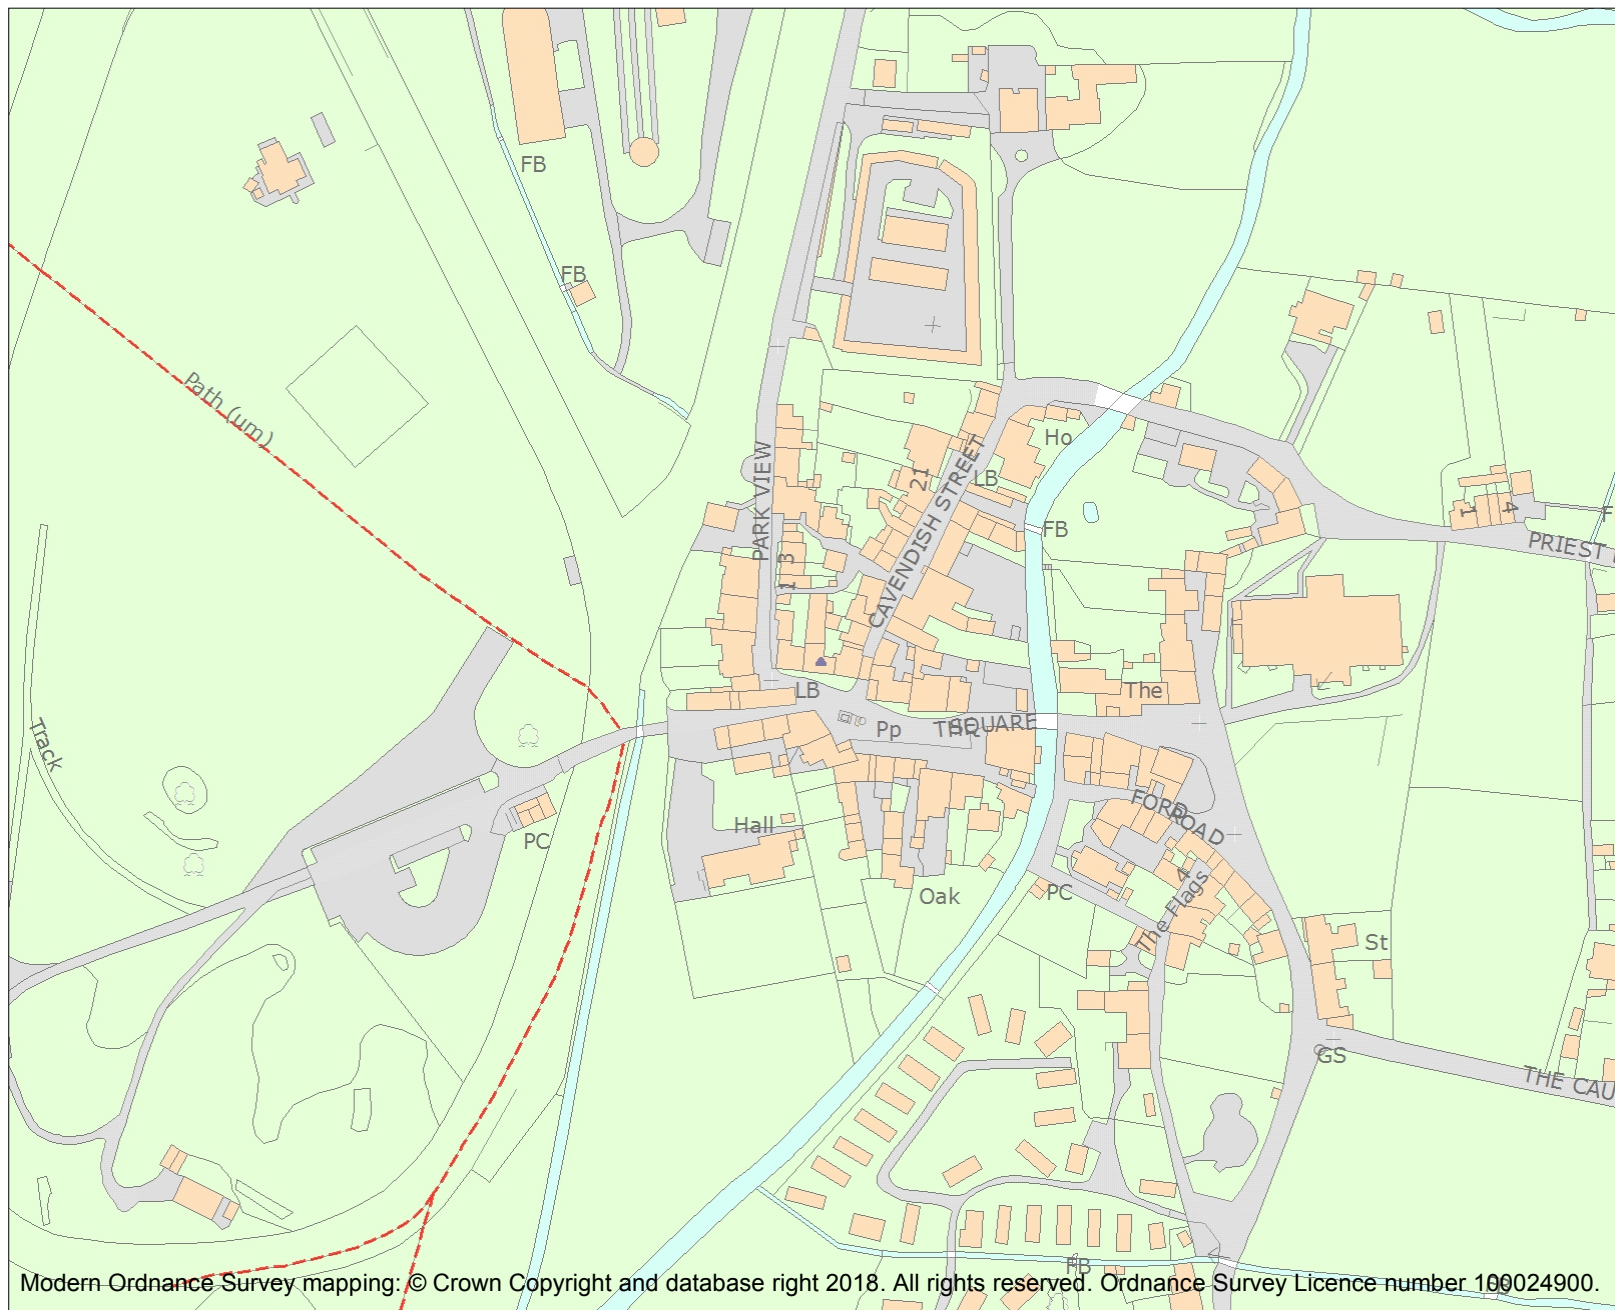 FB
FB
Path (um)
PARK VIEW
21
CAVENDISH STREET
Ho
LB
FB
1
4
F
PRIEST
3
1
LB
The
Pp
THE
SQUARE
Track
PC
Hall
FORD
ROAD
4
The Flags
PC
Oak
St
GS
THE CAU
FB
Modern Ordnance Survey mapping: © Crown Copyright and database right 2018. All rights reserved. Ordnance Survey Licence number 100024900.